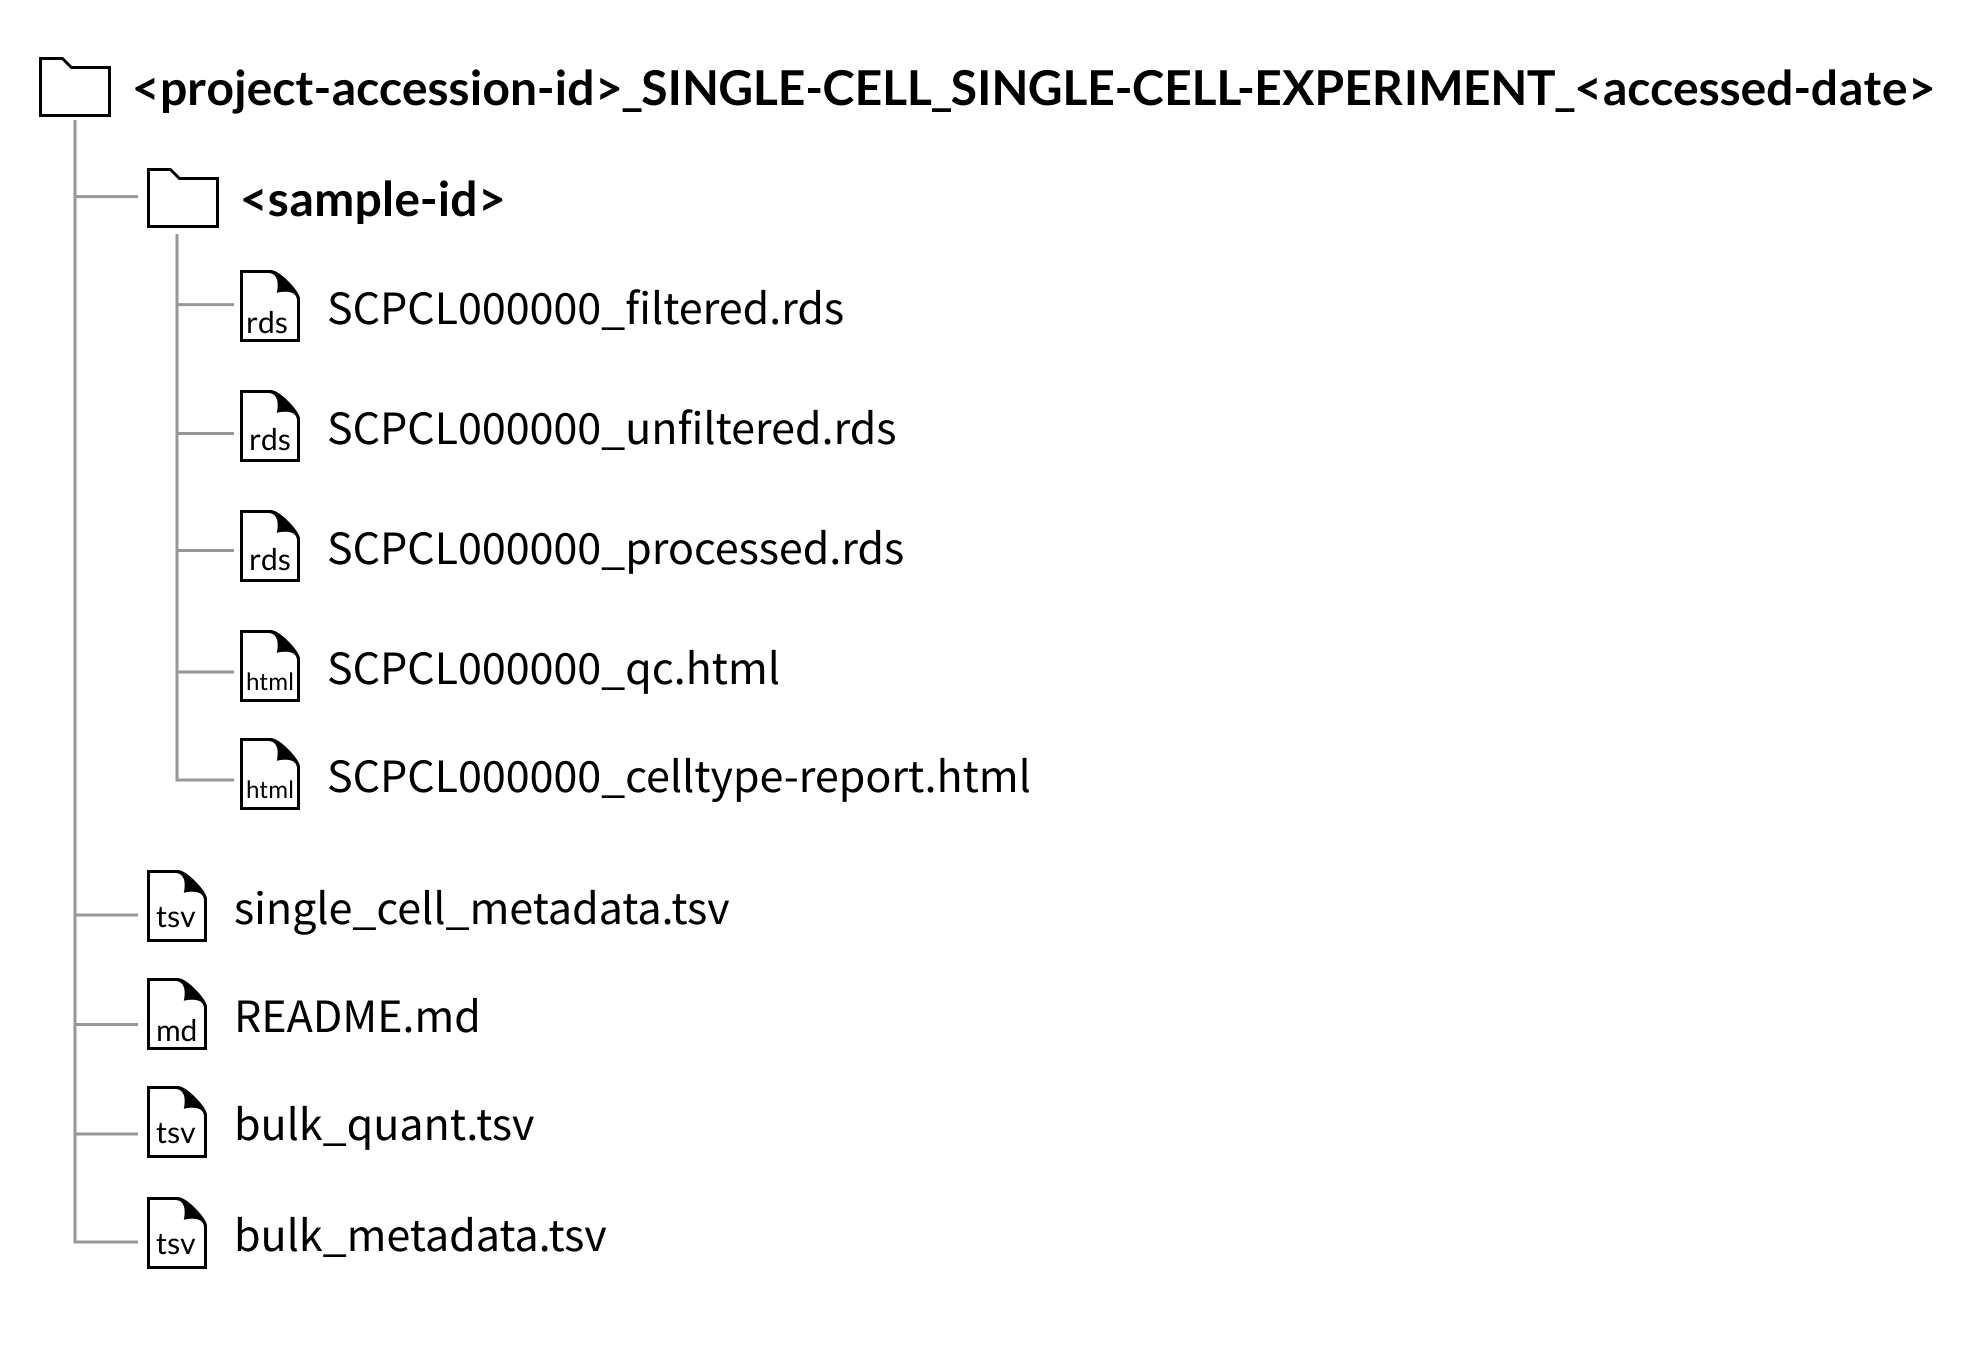 <project-accession-id>_SINGLE-CELL_SINGLE-CELL-EXPERIMENT_<accessed-date>
<sample-id>
rds SCPCL000000_filtered.rds
rds SCPCL000000_unfiltered.rds
rds SCPCL000000_processed.rds
html SCPCL000000_qc.html
html SCPCL000000_celltype-report.html
tsv single_cell_metadata.tsv
md README.md
tsv bulk_quant.tsv
tsv bulk_metadata.tsv